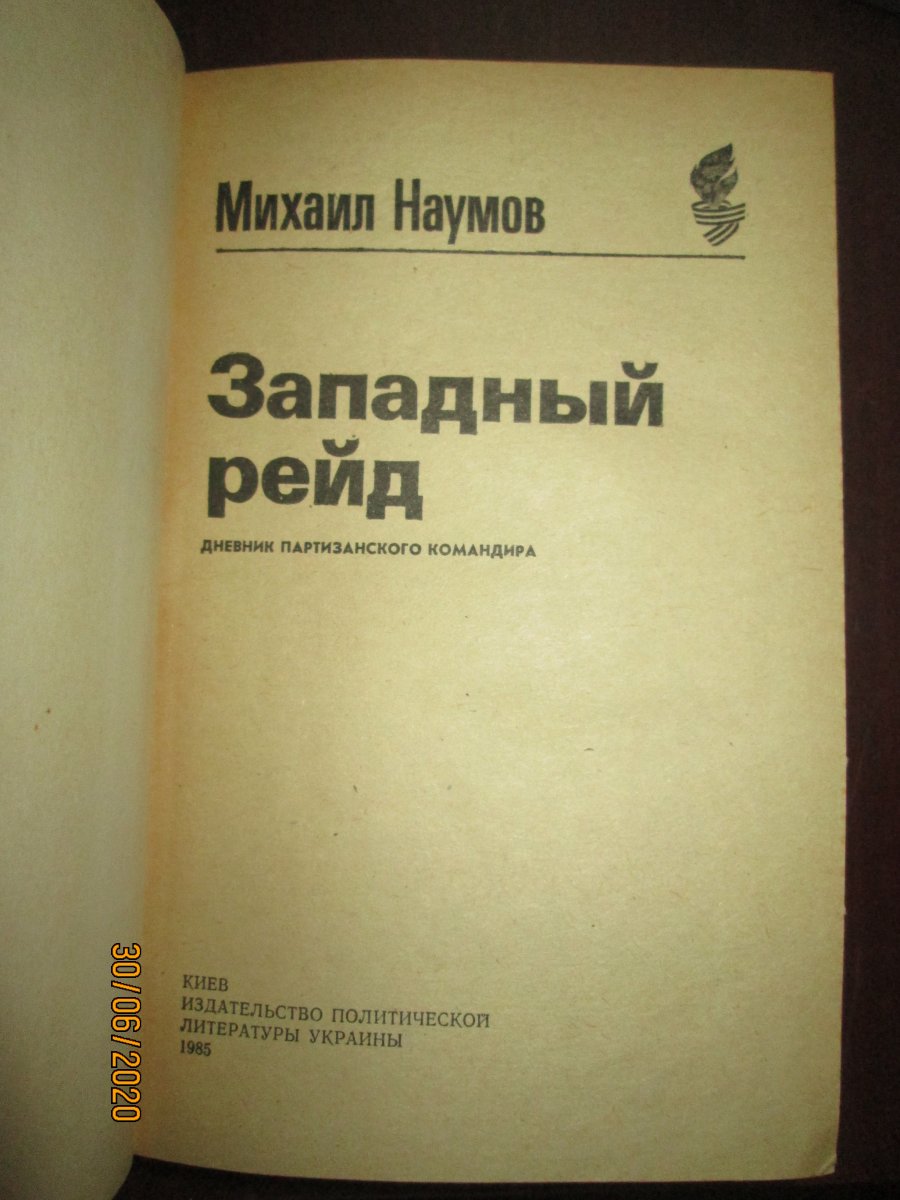 Михаил Наумов
Западный
рейд
ДНЕВНИК ПАРТИЗАНСКОГО КОМАНДИРА
КИЕВ
ИЗДАТЕЛЬСТВО ПОЛИТИЧЕСКОЙ
ЛИТЕРАТУРЫ УКРАИНЫ
1985
30/06/2020